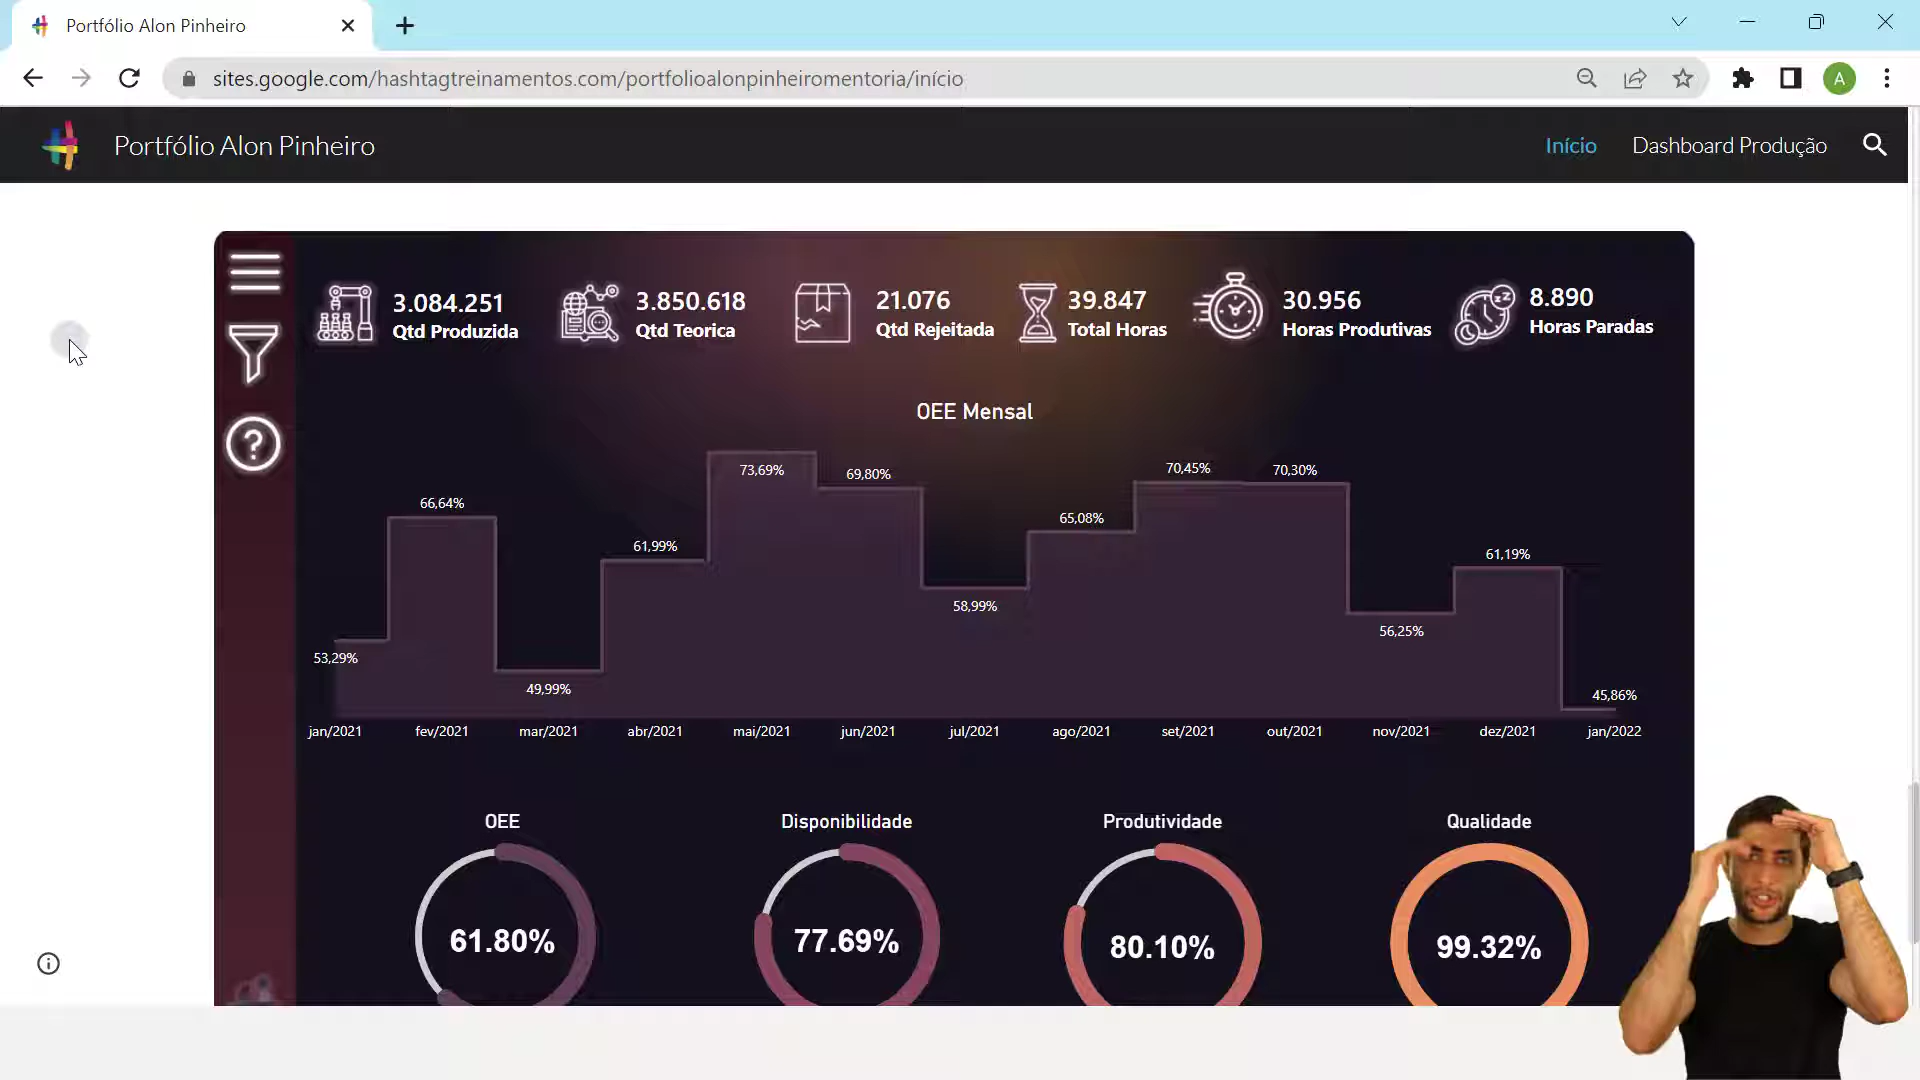 Portfólio Alon Pinheiro
sites.google.com/hashtagtreinamentos.com/portfolioalonpinheiromentoria/início
A
Portfólio Alon Pinheiro
Início
Dashboard Produção
3.084.251
Qtd Produzida
3.850.618
Qtd Teorica
21.076
Qtd Rejeitada
39.847
Total Horas
30.956
Horas Produtivas
8.890
Horas Paradas
OEE Mensal
53,29%
66,64%
49,99%
61,99%
73,69%
69,80%
58,99%
65,08%
70,45%
70,30%
56,25%
61,19%
45,86%
jan/2021
fev/2021
mar/2021
abr/2021
mai/2021
jun/2021
jul/2021
ago/2021
set/2021
out/2021
nov/2021
dez/2021
jan/2022
OEE
61.80%
Disponibilidade
77.69%
Produtividade
80.10%
Qualidade
99.32%